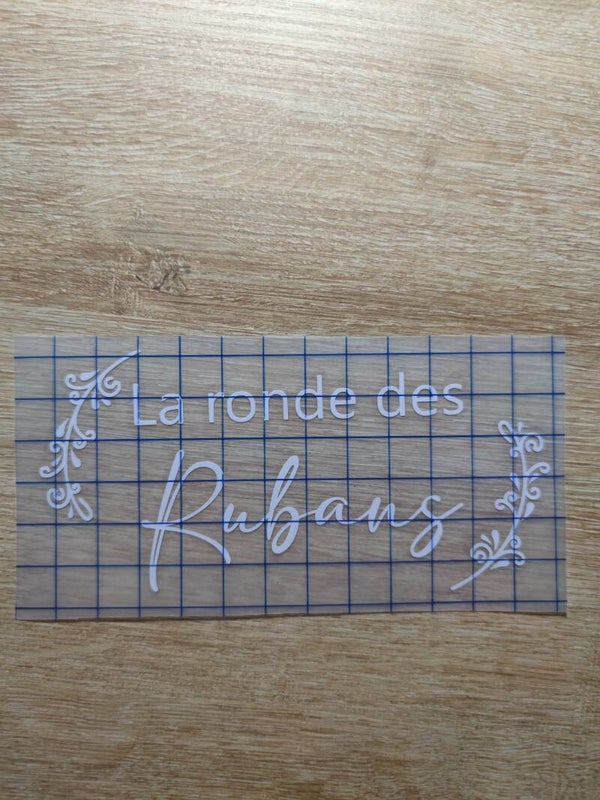 La ronde des
Rubans